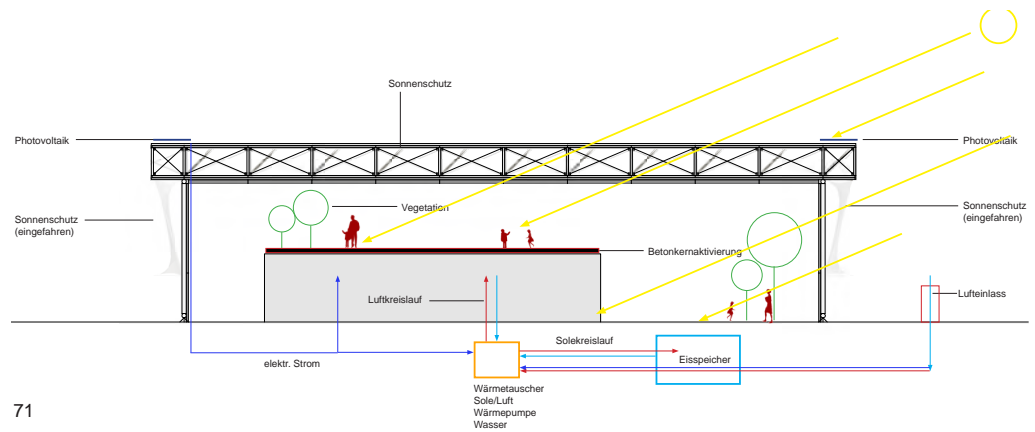 Sonnenschutz
Photovoltaik
Photovoltaik
Vegetation
Sonnenschutz
(eingefahren)
Sonnenschutz
(eingefahren)
Betonkernaktivierung
Luftkreislauf
Lufteinlass
Solekreislauf
elektr. Strom
Eisspeicher
Wärmetauscher
Sole/Luft
Wärmepumpe
Wasser
71